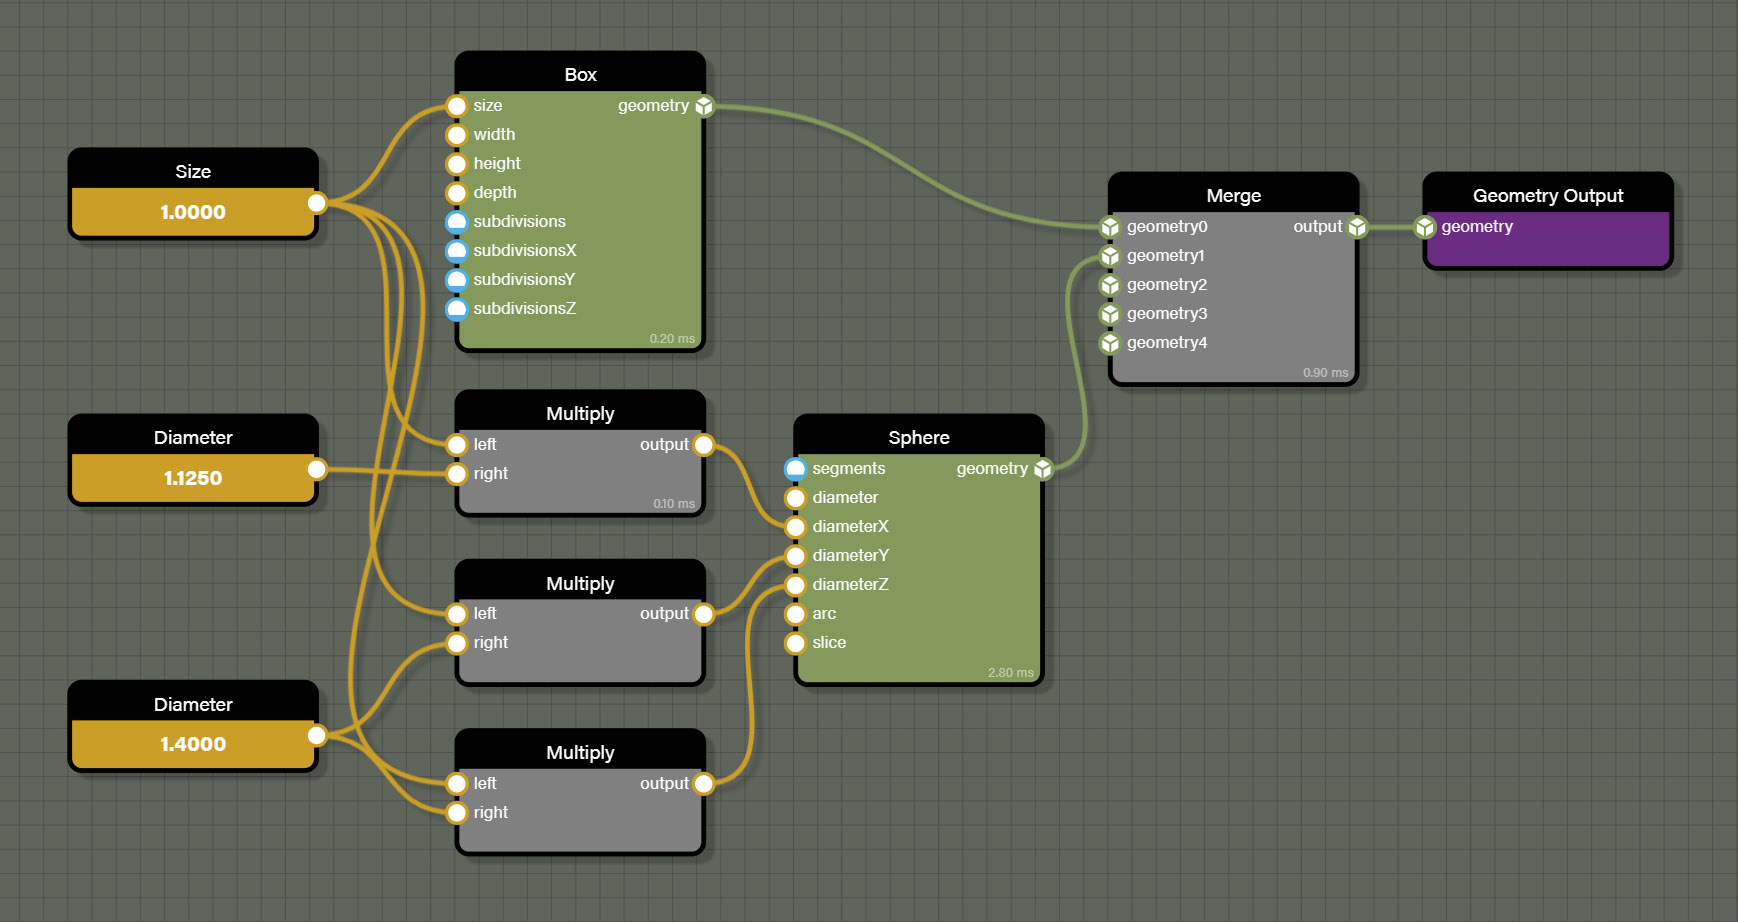 Size
1.0000
Diameter
1.1250
Diameter
1.4000
Box
size geometry
width
height
depth
subdivisions
subdivisionsX
subdivisionsY
subdivisionsZ
0.20 ms
Multiply
left output
right
0.10 ms
Multiply
left output
right
Multiply
left output
right
Sphere
segments geometry
diameter
diameterX
diameterY
diameterZ
arc
slice
2.80 ms
Merge
geometry0 output
geometry1
geometry2
geometry3
geometry4
0.90 ms
Geometry Output
geometry